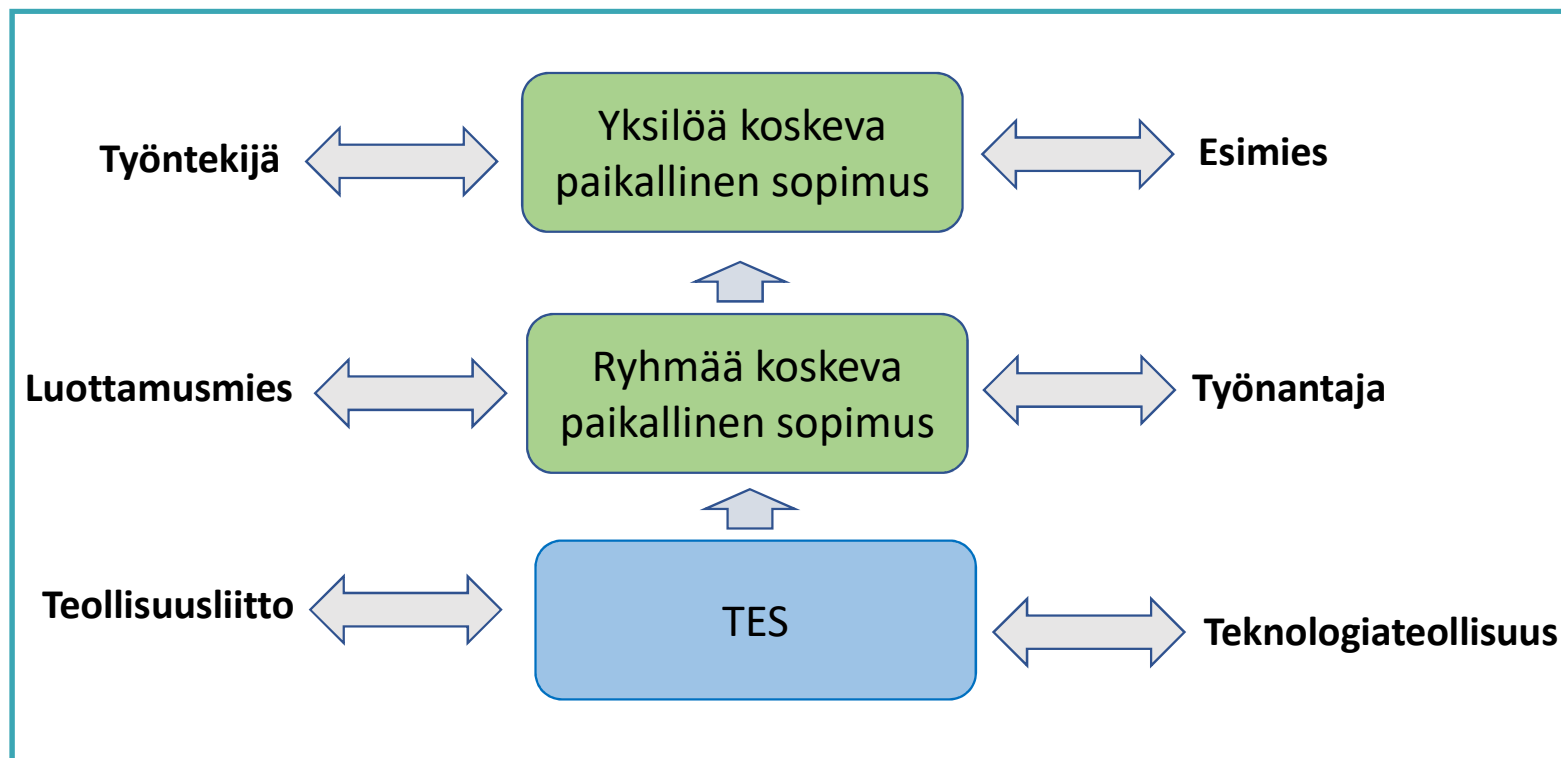 Työntekijä
Yksilöä koskeva
paikallinen sopimus
Esimies
Luottamusmies
Ryhmää koskeva
paikallinen sopimus
Työnantaja
Teollisuusliitto
TES
Teknologiateollisuus